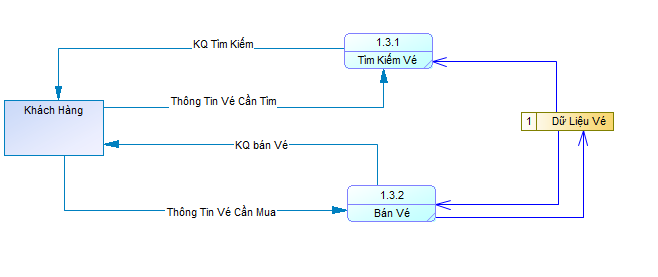 KQ Tìm Kiếm
1.3.1
Tìm Kiếm Vé
Thông Tin Vé Cần Tìm
Khách Hàng
1
Dữ Liệu Vé
KQ bán Vé
1.3.2
Bán Vé
Thông Tin Vé Cần Mua